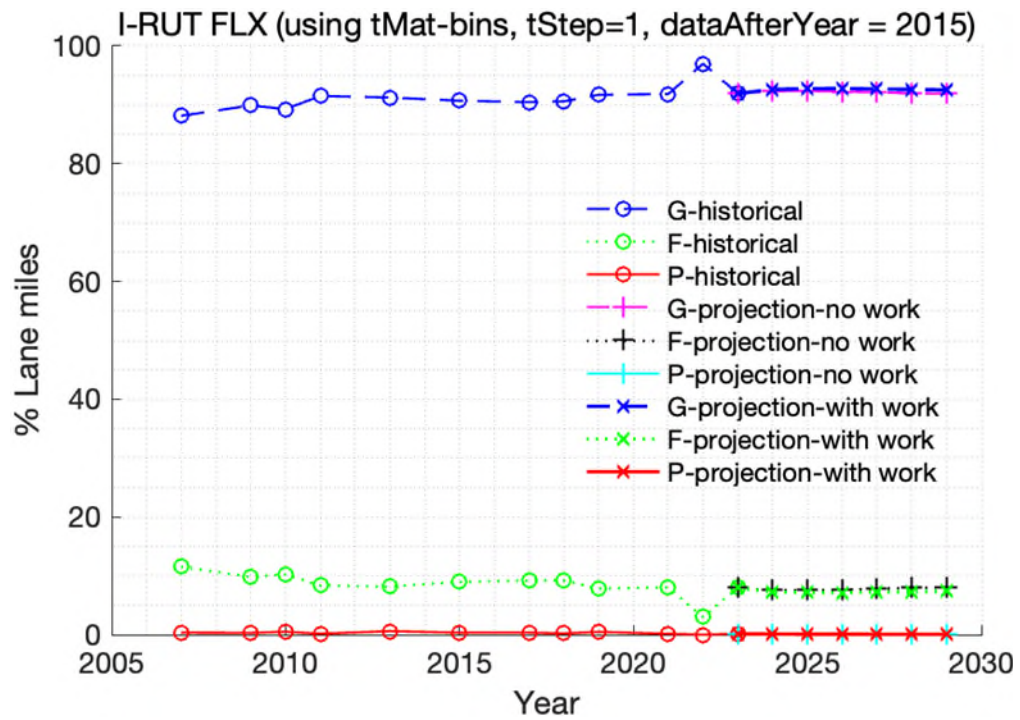 I-RUT FLX (using tMat-bins, tStep=1, dataAfterYear = 2015)
100
80
60
40
20
0
% Lane miles
G-historical
F-historical
P-historical
G-projection-no work
F-projection-no work
P-projection-no work
G-projection-with work
F-projection-with work
P-projection-with work
2005 2010 2015 2020 2025 2030
Year